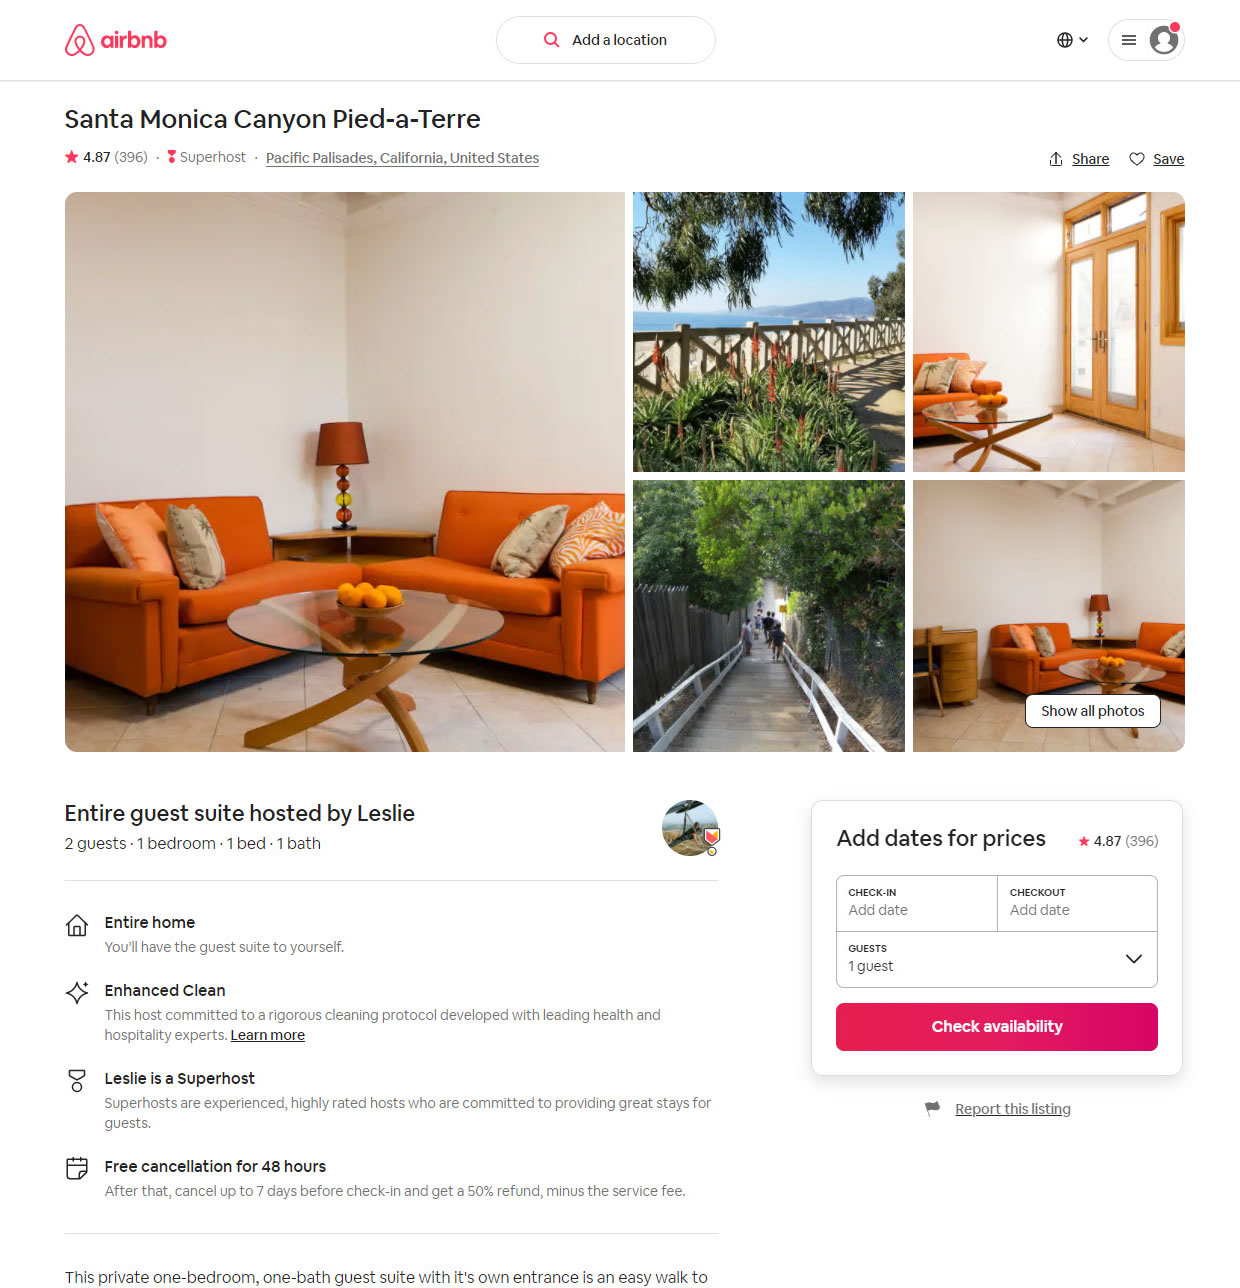 airbnb
Add a location
Santa Monica Canyon Pied-a-Terre
4.87 (396) · Superhost · Pacific Palisades, California, United States
Share Save
Show all photos
Entire guest suite hosted by Leslie
2 guests · 1 bedroom · 1 bed · 1 bath
Entire home
You'll have the guest suite to yourself.
Enhanced Clean
This host committed to a rigorous cleaning protocol developed with leading health and
hospitality experts. Learn more
Leslie is a Superhost
Superhosts are experienced, highly rated hosts who are committed to providing great stays for
guests.
Free cancellation for 48 hours
After that, cancel up to 7 days before check-in and get a 50% refund, minus the service fee.
This private one-bedroom, one-bath guest suite with it's own entrance is an easy walk to
Add dates for prices
4.87 (396)
CHECK-IN
Add date
CHECKOUT
Add date
GUESTS
1 guest
Check availability
Report this listing